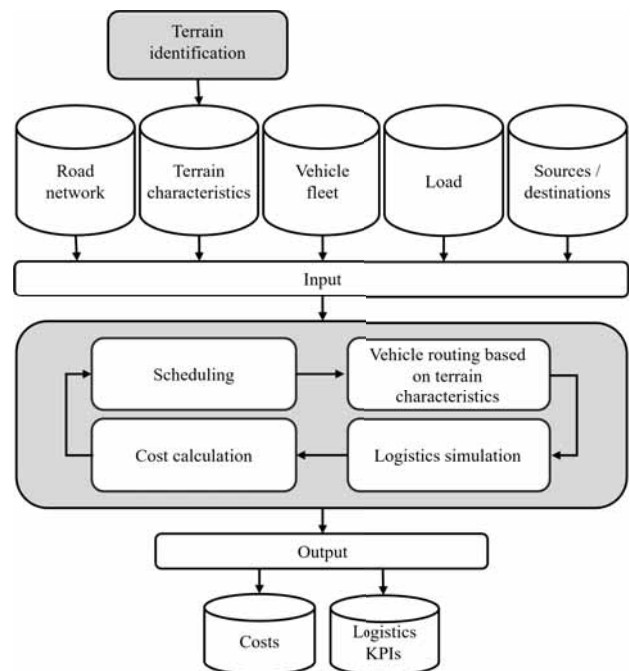 Terrain
identification
Road
network
Terrain
characteristics
Vehicle
fleet
Load
Sources /
destinations
Input
Scheduling
Vehicle routing based
on terrain
characteristics
Cost calculation
Logistics simulation
Output
Costs
Logistics
KPIs